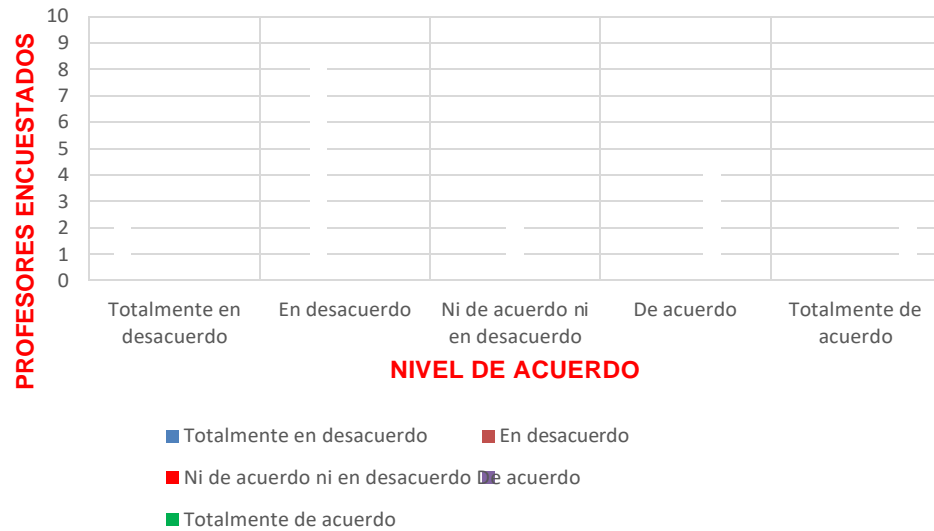 10
9
8
7
6
5
4
3
2
1
0
PROFESORES ENCUESTADOS
Totalmente en
desacuerdo
En desacuerdo
Ni de acuerdo ni
en desacuerdo
De acuerdo
Totalmente de
acuerdo
NIVEL DE ACUERDO
Totalmente en desacuerdo
En desacuerdo
Ni de acuerdo ni en desacuerdo
De acuerdo
Totalmente de acuerdo